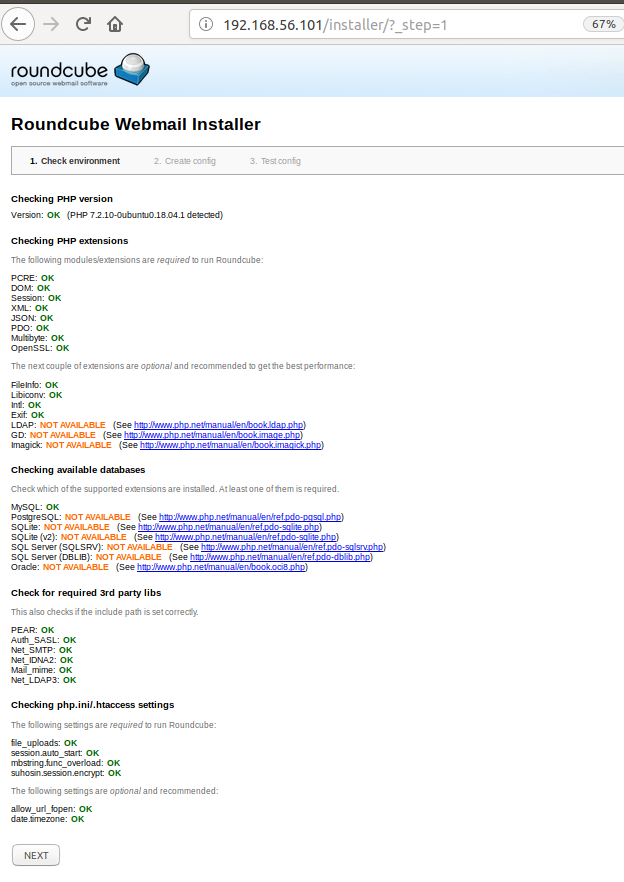 192.168.56.101/installer/?_step=1
67%
roundcube
open source webmail software
Roundcube Webmail Installer
1. Check environment 2. Create config 3. Test config
Checking PHP version
Version: OK (PHP 7.2.10-0ubuntu0.18.04.1 detected)
Checking PHP extensions
The following modules/extensions are required to run Roundcube:
PCRE: OK
DOM: OK
Session: OK
XML: OK
JSON: OK
PDO: OK
Multibyte: OK
OpenSSL: OK
The next couple of extensions are optional and recommended to get the best performance:
FileInfo: OK
Libiconv: OK
Intl: OK
Exif: OK
LDAP: NOT AVAILABLE (See http://www.php.net/manual/en/book.ldap.php)
GD: NOT AVAILABLE (See http://www.php.net/manual/en/book.image.php)
Imagick: NOT AVAILABLE (See http://www.php.net/manual/en/book.imagick.php)
Checking available databases
Check which of the supported extensions are installed. At least one of them is required.
MySQL: OK
PostgreSQL: NOT AVAILABLE (See http://www.php.net/manual/en/ref.pdo-pgsql.php)
SQLite: NOT AVAILABLE (See http://www.php.net/manual/en/ref.pdo-sqlite.php)
SQLite (v2): NOT AVAILABLE (See http://www.php.net/manual/en/ref.pdo-sqlite.php)
SQL Server (SQLSRV): NOT AVAILABLE (See http://www.php.net/manual/en/ref.pdo-sqlsrv.php)
SQL Server (DBLIB): NOT AVAILABLE (See http://www.php.net/manual/en/ref.pdo-dblib.php)
Oracle: NOT AVAILABLE (See http://www.php.net/manual/en/book.oci8.php)
Check for required 3rd party libs
This also checks if the include path is set correctly.
PEAR: OK
Auth_SASL: OK
Net_SMTP: OK
Net_IDNA2: OK
Mail_mime: OK
Net_LDAP3: OK
Checking php.ini/.htaccess settings
The following settings are required to run Roundcube:
file_uploads: OK
session.auto_start: OK
mbstring.func_overload: OK
suhosin.session.encrypt: OK
The following settings are optional and recommended:
allow_url_fopen: OK
date.timezone: OK
NEXT